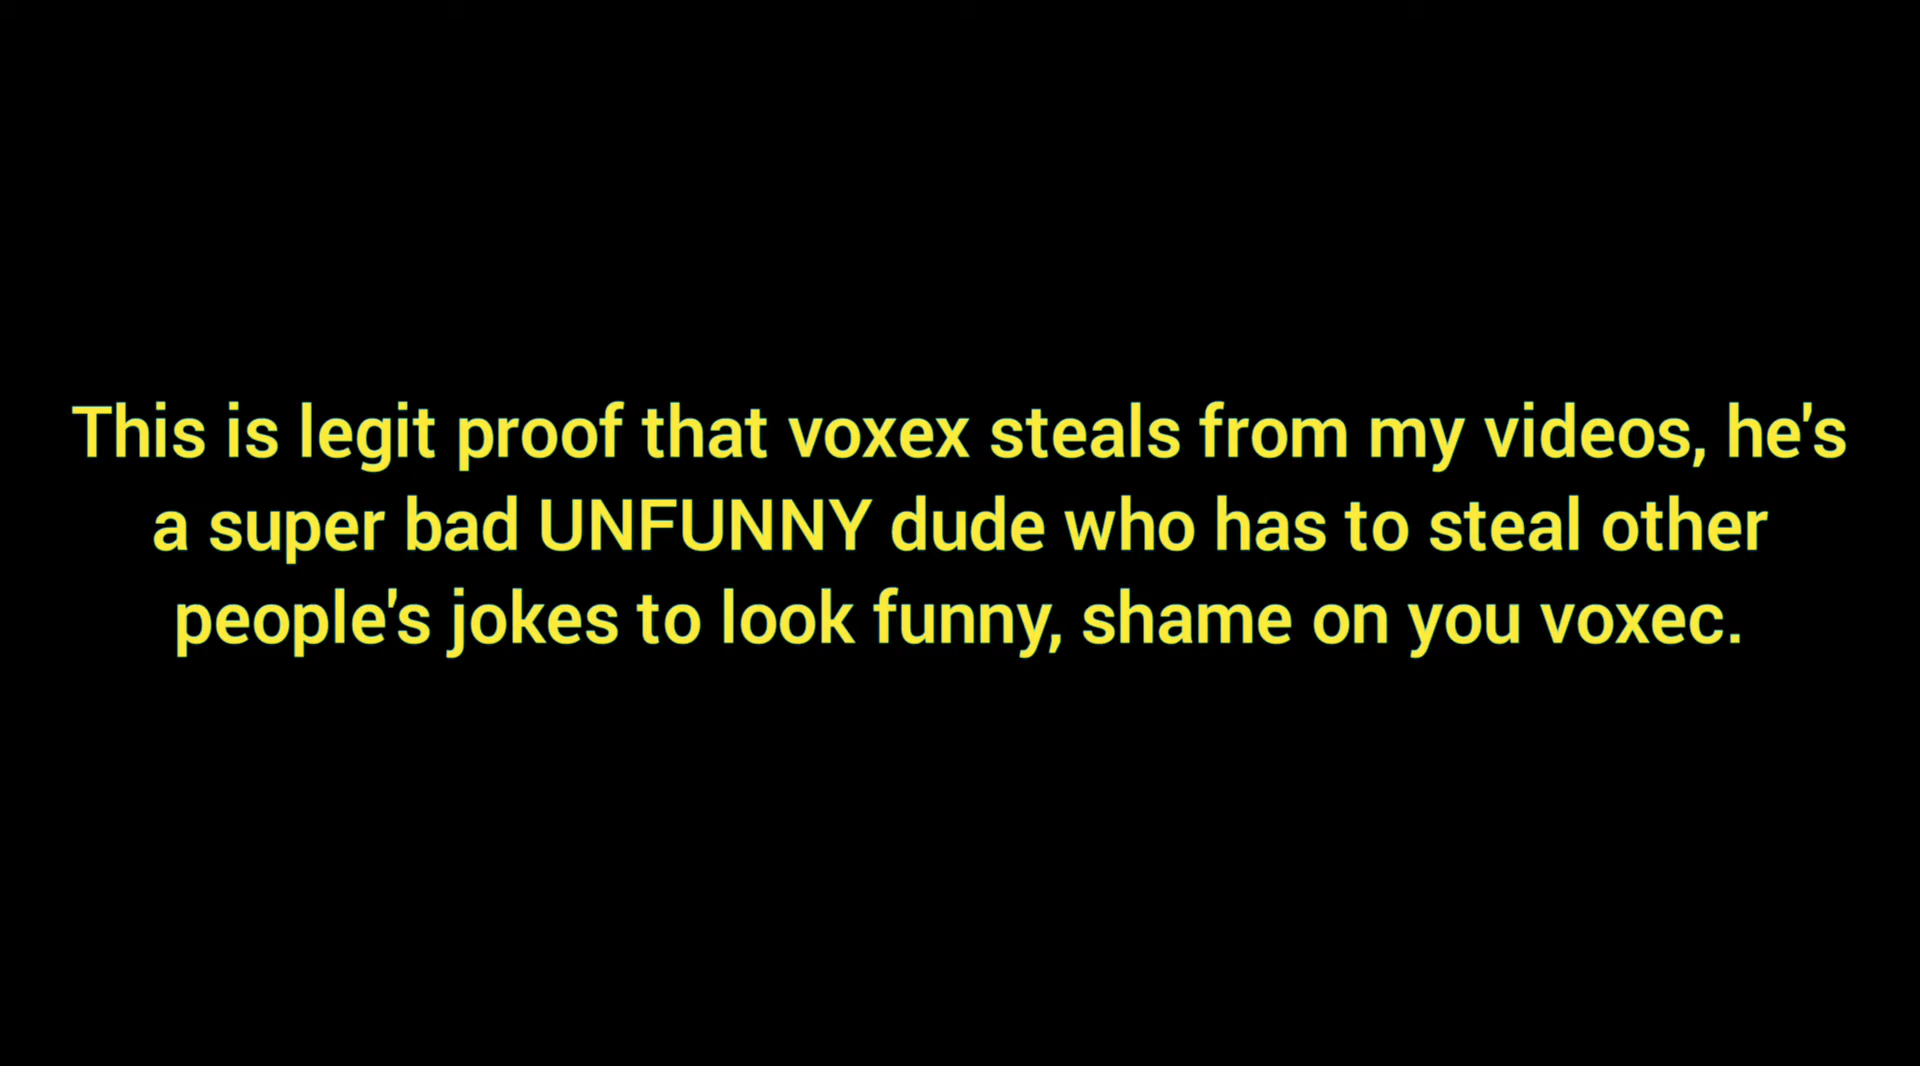 This is legit proof that voxex steals from my videos, he's
a super bad UNFUNNY dude who has to steal other
people's jokes to look funny, shame on you voxec.